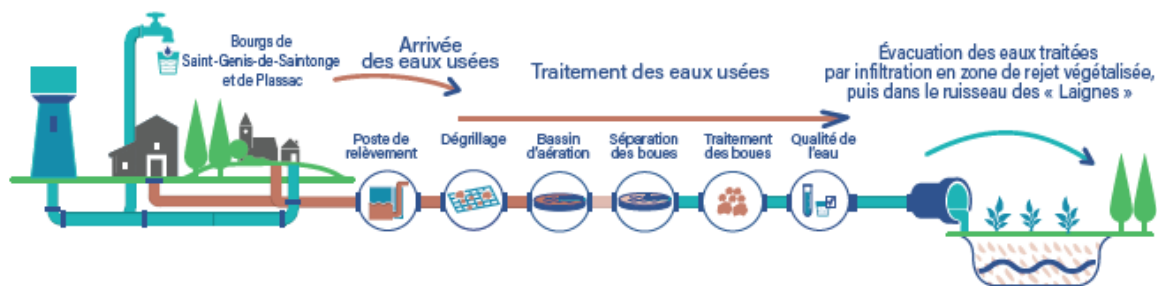 Bourgs de
Saint-Genis-de-Saintonge
et de Plassac
Arrivée
des eaux usées
Traitement des eaux usées
Évacuation des eaux traitées
par infiltration en zone de rejet végétalisée,
puis dans le ruisseau des « Laignes »
Poste de
relèvement
Dégrillage
Bassin
d'aération
Séparation
des boues
Traitement
des boues
Qualité de
l'eau